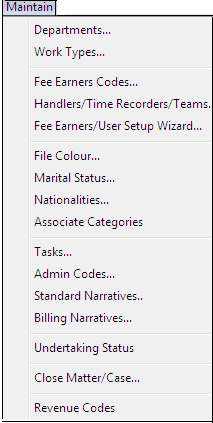 Maintain
Departments...
Work Types...
Fee Earners Codes...
Handlers/Time Recorders/Teams.
Fee Earners/User Setup Wizard...
File Colour...
Marital Status...
Nationalities...
Associate Categories
Tasks...
Admin Codes...
Standard Narratives..
Billing Narratives...
Undertaking Status
Close Matter/Case...
Revenue Codes